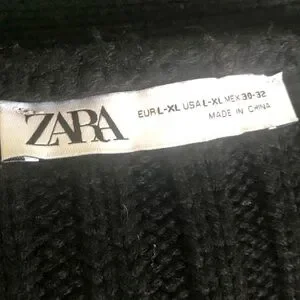 ZARA
EUR L-XL USA L-XL MEX 30-32
MADE IN CHINA